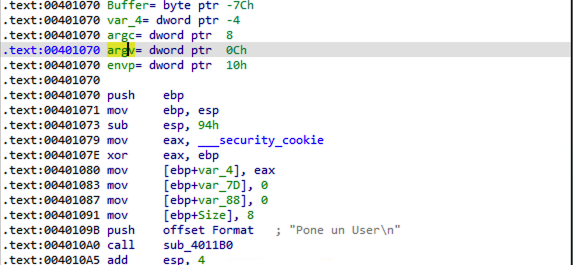 .text:00401070 Buffer= byte ptr -7Ch
.text:00401070 var_4= dword ptr -4
.text:00401070 argc= dword ptr  8
.text:00401070 argv= dword ptr  0Ch
.text:00401070 envp= dword ptr  10h
.text:00401070
.text:00401070 push    ebp
.text:00401071 mov     ebp, esp
.text:00401073 sub     esp, 94h
.text:00401079 mov     eax, ___security_cookie
.text:0040107E xor     eax, ebp
.text:00401080 mov     [ebp+var_4], eax
.text:00401083 mov     [ebp+var_7D], 0
.text:00401087 mov     [ebp+var_88], 0
.text:00401091 mov     [ebp+Size], 8
.text:0040109B push    offset Format   ; "Pone un User\n"
.text:004010A0 call    sub_4011B0
.text:004010A5 add     esp, 4